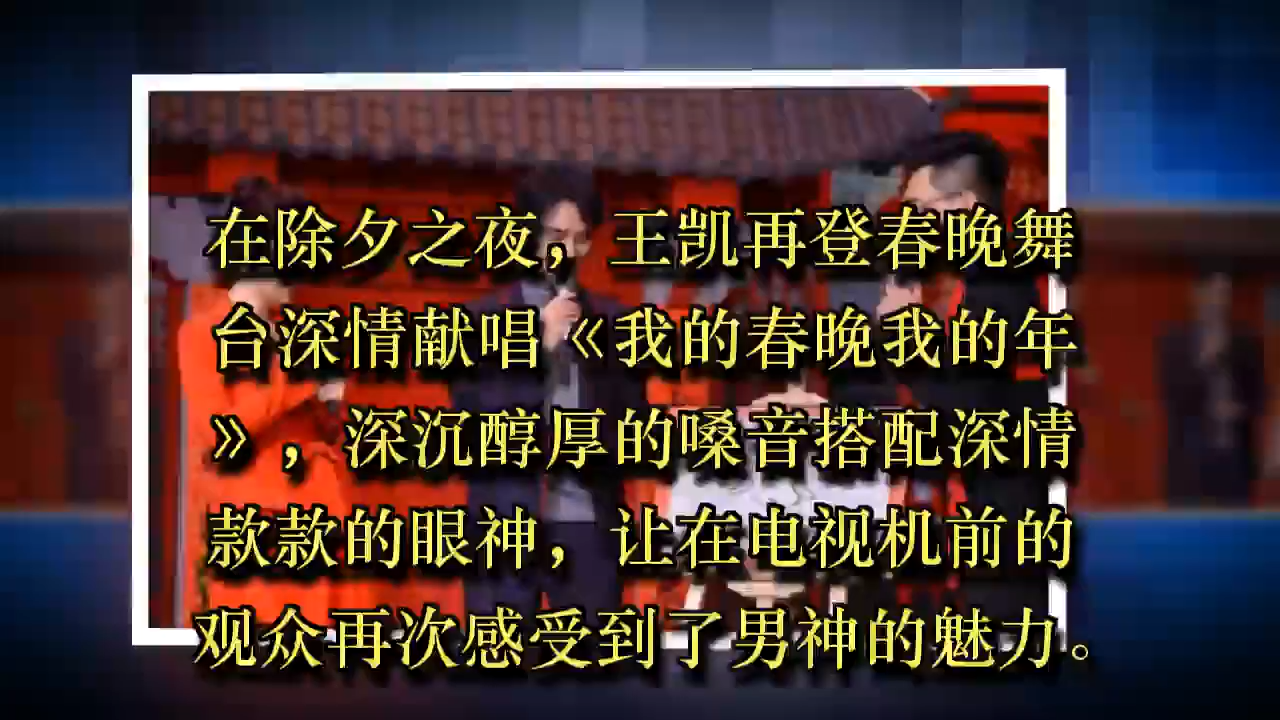 在除夕之夜，王凯再登春晚舞
台深情献唱《我的春晚我的年
》，深沉醇厚的嗓音搭配深情
款款的眼神，让在电视机前的
观众再次感受到了男神的魅力。